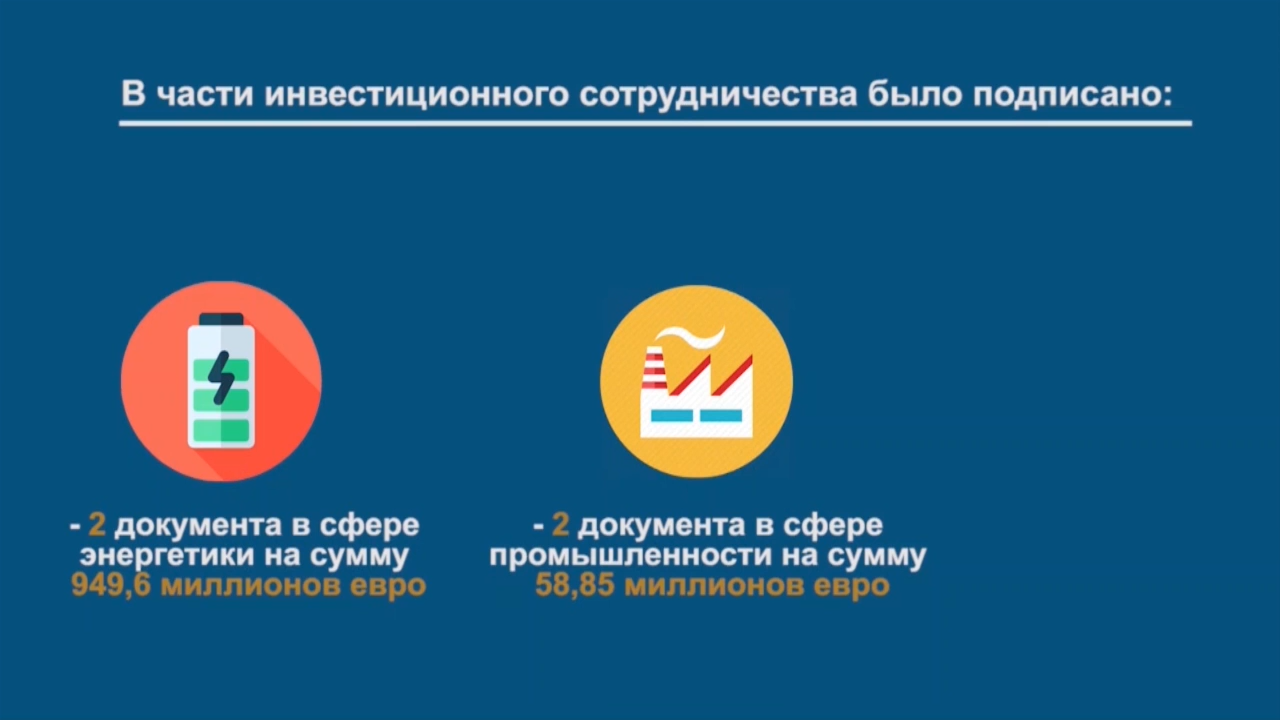 В части инвестиционного сотрудничества было подписано:
- 2 документа в сфере
энергетики на сумму
949,6 миллионов евро
- 2 документа в сфере
промышленности на сумму
58,85 миллионов евро